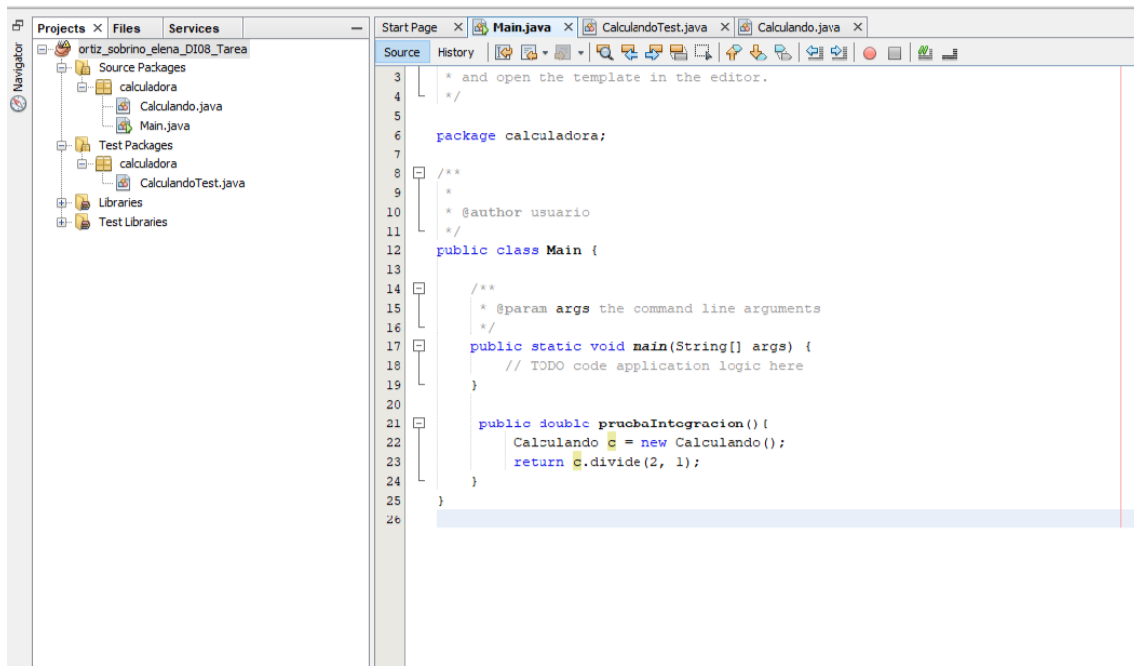 Projects
Files
Services
Navigator
ortiz_sobrino_elena_DI08_Tarea
Source Packages
calculadora
Calculando.java
Main.java
Test Packages
calculadora
CalculandoTest.java
Libraries
Test Libraries
Start Page
Main.java
CalculandoTest.java
Calculando.java
Source
History
3 * and open the template in the editor.
4 */
5
6 package calculadora;
7
8 /**
9 *
10 * @author usuario
11 */
12 public class Main {
13
14 /**
15 * @param args the command line arguments
16 */
17 public static void main(String[] args) {
18 // TODO code application logic here
19 }
20
21 public double pruebaIntegracion(){
22 Calculando c = new Calculando();
23 return c.divide(2, 1);
24 }
25 }
26